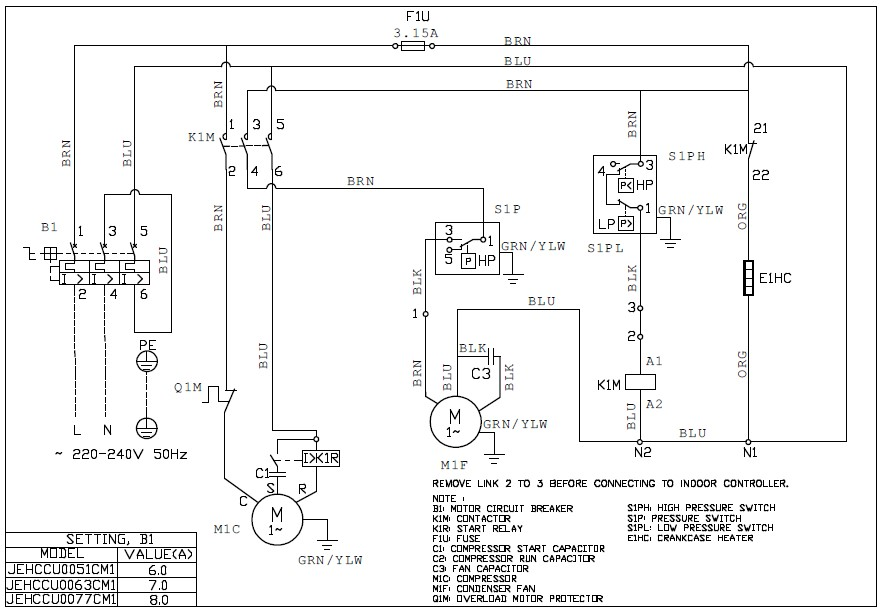 F1U
3.15A
BRN
BLU
BRN
BRN
BRN
K1M
1 3 5
2 4 6
BRN
BLU
21
K1M
22
S1PH
4 3
P< HP
1
LP P>
S1PL
GRN/YLW
BRN
BLU
B1
1 3 5
BLU
2 4 6
I> I> I>
BRN
BLU
S1P
3
1
5
P HP
GRN/YLW
ORG
E1HC
BLK
BLK
1
BLU
3
2
PE
BLU
BLK
C3
BRN
BLU
BLK
A1
K1M
A2
ORG
BLU
Q1M
L N
~ 220-240V 50Hz
M
1~
GRN/YLW
M1F
BLU
N2 N1
I>K1R
C1
S
C R
M1C
M
1~
GRN/YLW
REMOVE LINK 2 TO 3 BEFORE CONNECTING TO INDOOR CONTROLLER.
NOTE :
B1: MOTOR CIRCUIT BREAKER
K1M: CONTACTOR
K1R: START RELAY
F1U: FUSE
C1: COMPRESSOR START CAPACITOR
C2: COMPRESSOR RUN CAPACITOR
C3: FAN CAPACITOR
M1C: COMPRESSOR
M1F: CONDENSER FAN
Q1M: OVERLOAD MOTOR PROTECTOR
S1PH: HIGH PRESSURE SWITCH
S1P: PRESSURE SWITCH
S1PL: LOW PRESSURE SWITCH
E1HC: CRANKCASE HEATER
SETTING, B1
MODEL VALUE(A)
JEHCCU0051CM1 6.0
JEHCCU0063CM1 7.0
JEHCCU0077CM1 8.0